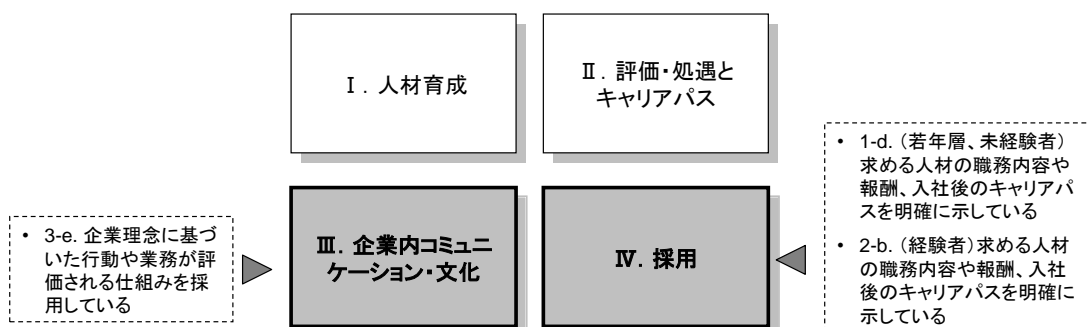 Ⅰ．人材育成
Ⅱ．評価・処遇と
キャリアパス
Ⅲ．企業内コミュニ
ケーション・文化
Ⅳ．採用
• 3-e. 企業理念に基づ
いた行動や業務が評
価される仕組みを採
用している
• 1-d.（若年層、未経験者）
求める人材の職務内容や
報酬、入社後のキャリアパ
スを明確に示している
• 2-b.（経験者）求める人材
の職務内容や報酬、入社
後のキャリアパスを明確に
示している